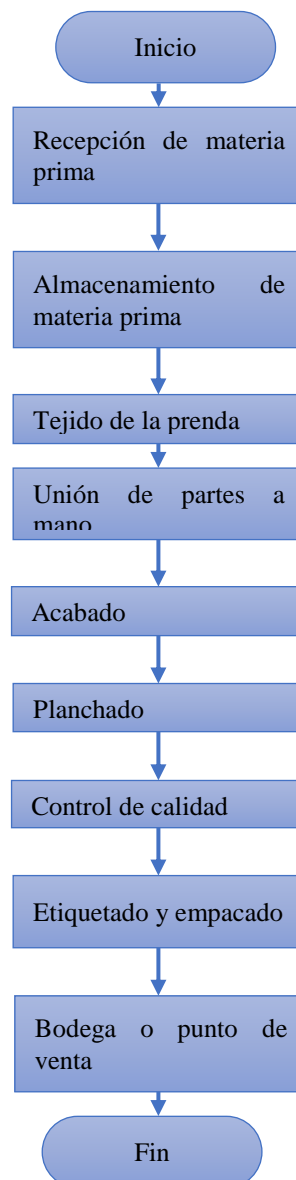 Inicio
Recepción de materia
prima
Almacenamiento de
materia prima
Tejido de la prenda
Unión de partes a
mano
Acabado
Planchado
Control de calidad
Etiquetado y empacado
Bodega o punto de
venta
Fin